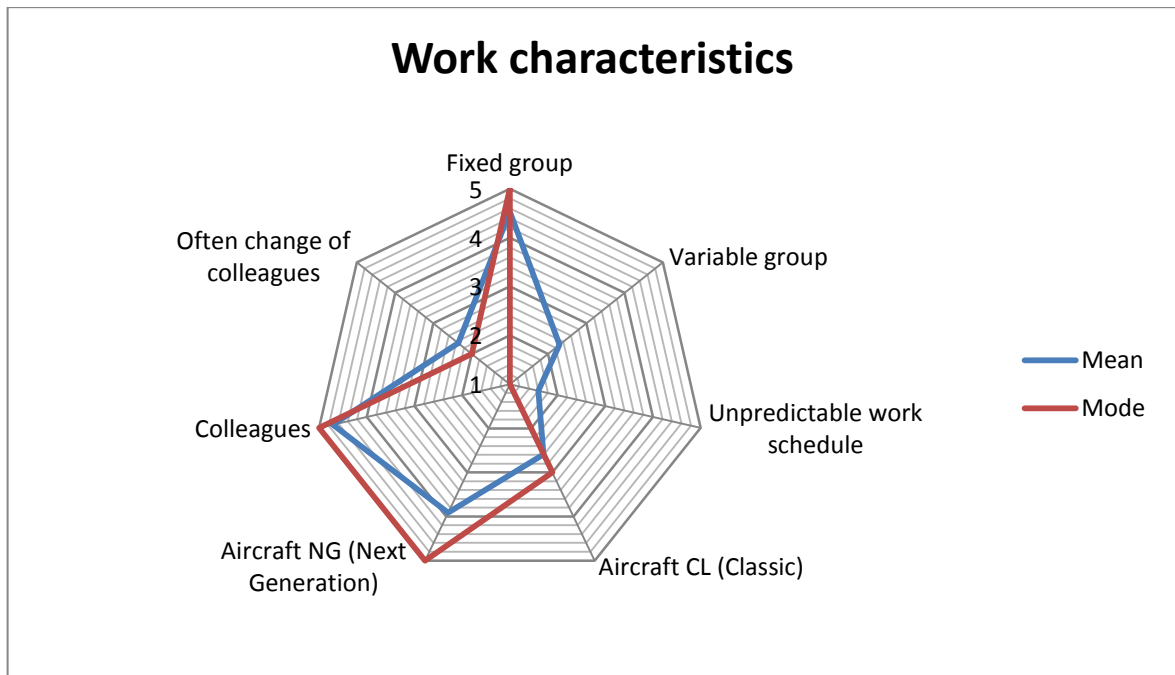 Work characteristics
Fixed group
5
4
3
2
1
Variable group
Unpredictable work
schedule
Aircraft CL (Classic)
Aircraft NG (Next
Generation)
Colleagues
Often change of
colleagues
Mean
Mode